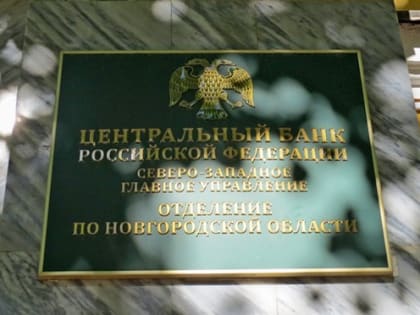 ЦЕНТРАЛЬНЫЙ БАНК
РОССИЙСКОЙ ФЕДЕРАЦИИ
СЕВЕРО-ЗАПАДНОЕ
ГЛАВНОЕ УПРАВЛЕНИЕ
ОТДЕЛЕНИЕ
ПО НОВГОРОДСКОЙ ОБЛАСТИ